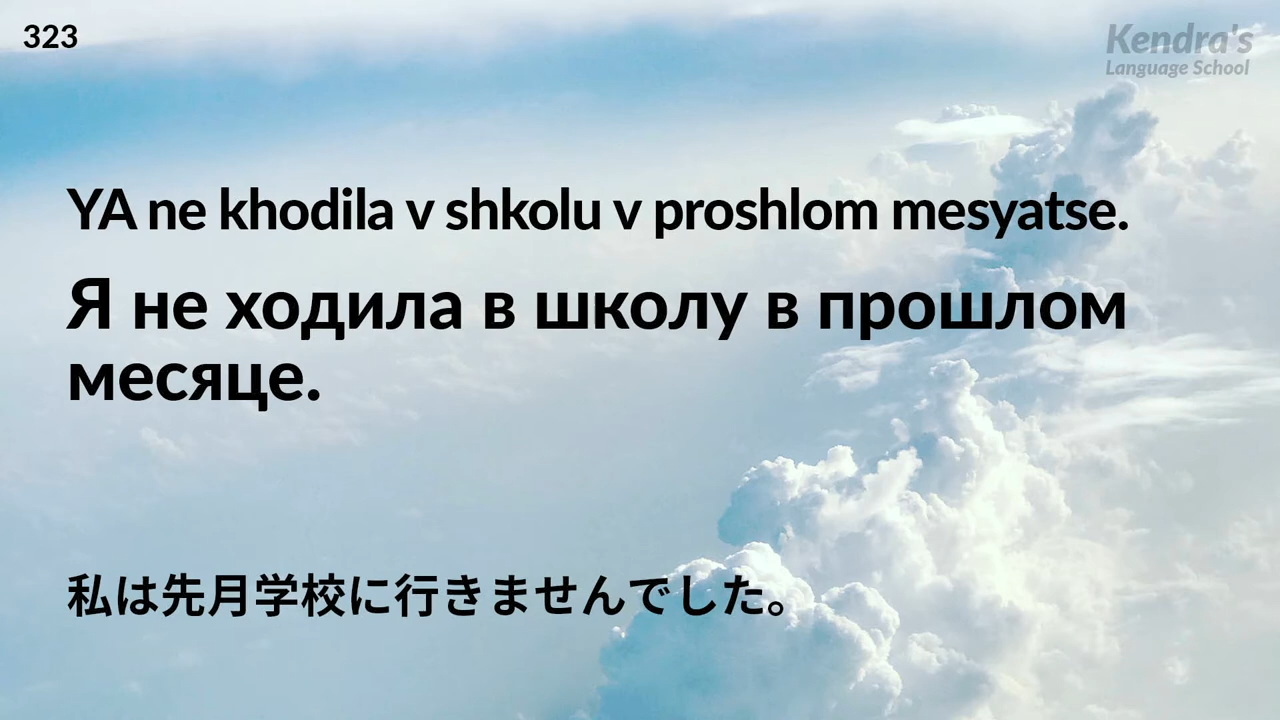 323
Kendra's
Language School
YA ne khodila v shkolu v proshlom mesyatse.
Я не ходила в школу в прошлом
месяце.
私は先月学校に行きませんでした。